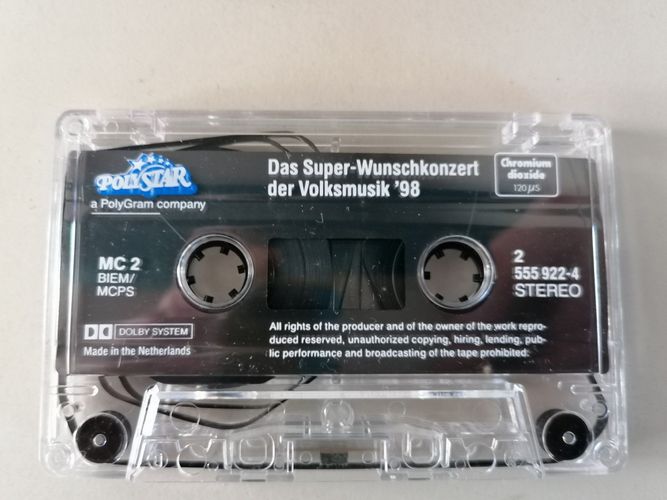 POLYSTAR
a PolyGram company
Das Super-Wunschkonzert
der Volksmusik '98
Chromium
dioxide
120 µS
MC 2
BIEM/
MCPS
2
555 922-4
STEREO
DOLBY SYSTEM
Made in the Netherlands
All rights of the producer and of the owner of the work repro-
duced reserved, unauthorized copying, hiring, lending, pub-
lic performance and broadcasting of the tape prohibited.